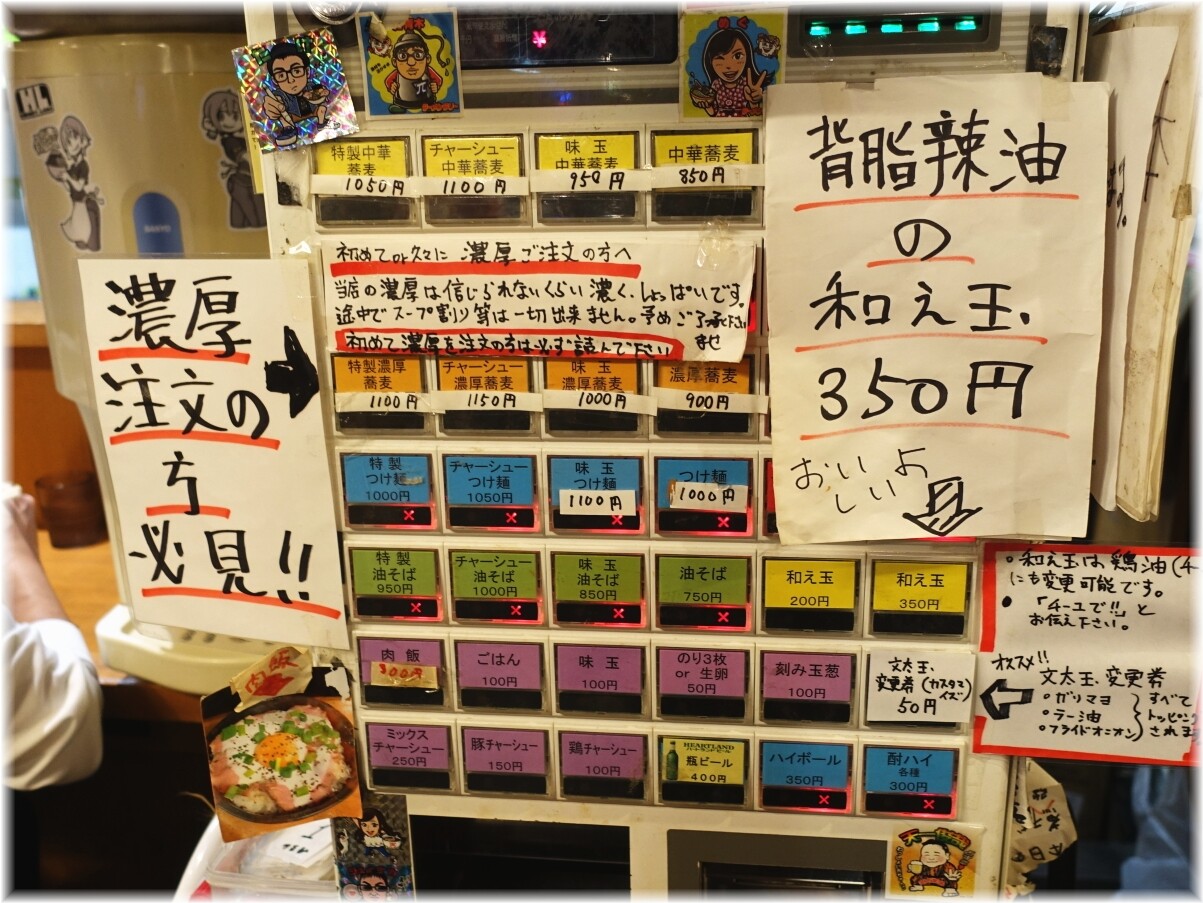 HL
SANYO
特製中華
蕎麦
1050円
チャーシュー
中華蕎麦
1100円
味玉
中華蕎麦
950円
中華蕎麦
850円
初めてor久々に 濃厚ご注文の方へ
当店の濃厚は信じられないくらい濃く、しょっぱいです。
途中でスープ割り等は一切出来ません。予めご了承下さい
ませ
初めて濃厚を注文の方は必ず読んで下さい
濃厚
注文の
方
必見!!
背脂辣油
の
和え玉、
350円
おいしいよ
特製濃厚
蕎麦
1100円
チャーシュー
濃厚蕎麦
1150円
味玉
濃厚蕎麦
1000円
濃厚蕎麦
900円
特製
つけ麺
1000円
チャーシュー
つけ麺
1050円
味玉
つけ麺
1100円
つけ麺
1000円
特製
油そば
950円
チャーシュー
油そば
1000円
味玉
油そば
850円
油そば
750円
和え玉
200円
和え玉
350円
。和え玉は鶏油(チ
にも変更可能です。
・「チーユで!!」と
お伝え下さい。
オススメ!!
文太玉、変更券
。ガリマヨ
。ラー油
。フライドオニオン
すべて
トッピン
されま
肉飯
300円
ごはん
100円
味玉
100円
のり3枚
or 生卵
50円
刻み玉葱
100円
文太玉、
変更券(カスタマイズ)
50円
肉飯
ミックス
チャーシュー
250円
豚チャーシュー
150円
鶏チャーシュー
100円
HEARTLAND
瓶ビール
400円
ハイボール
350円
酎ハイ
各種
300円